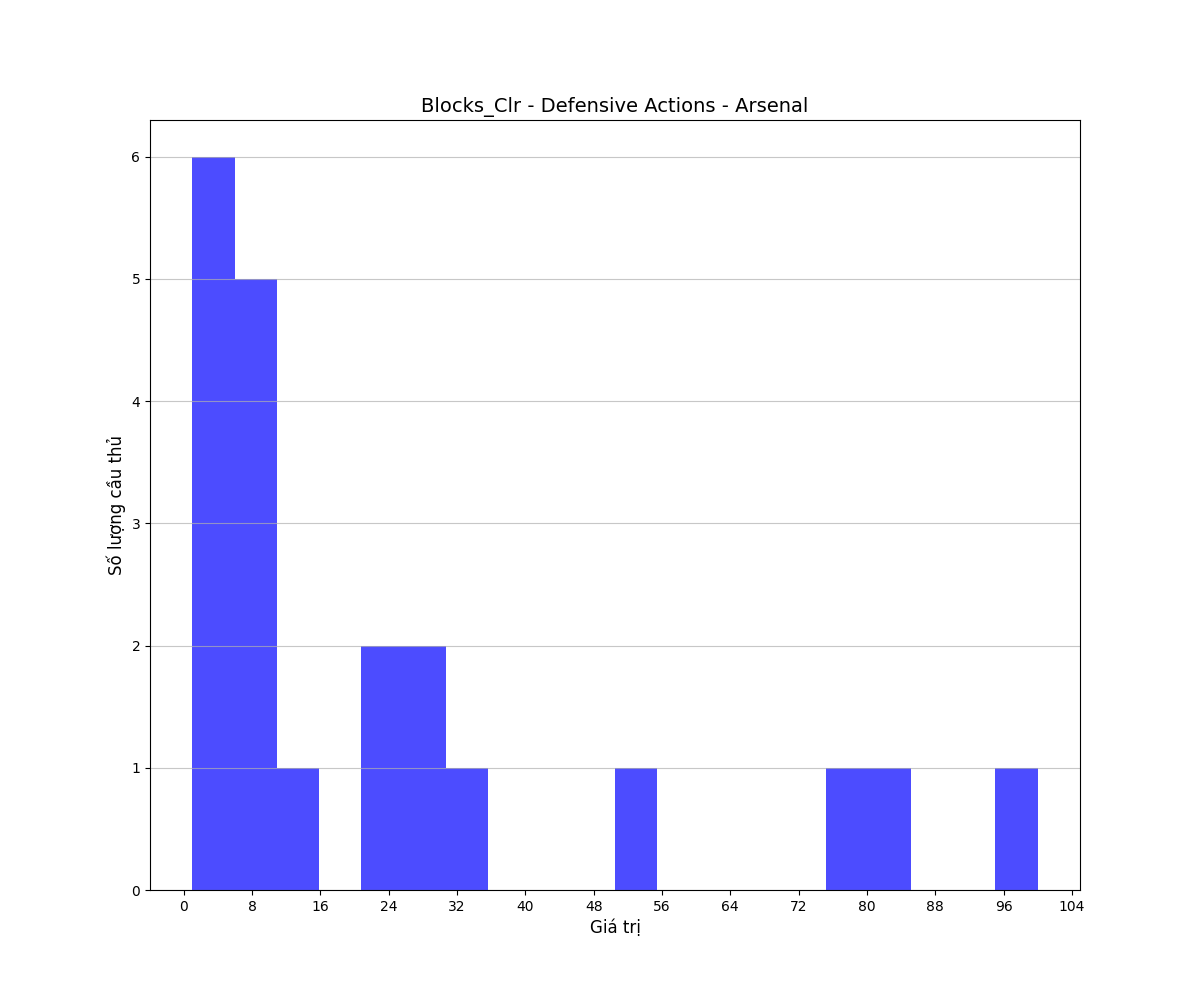 Blocks_Clr - Defensive Actions - Arsenal
6
5
4
3
2
1
0
Số lượng cầu thủ
0 8 16 24 32 40 48 56 64 72 80 88 96 104
Giá trị